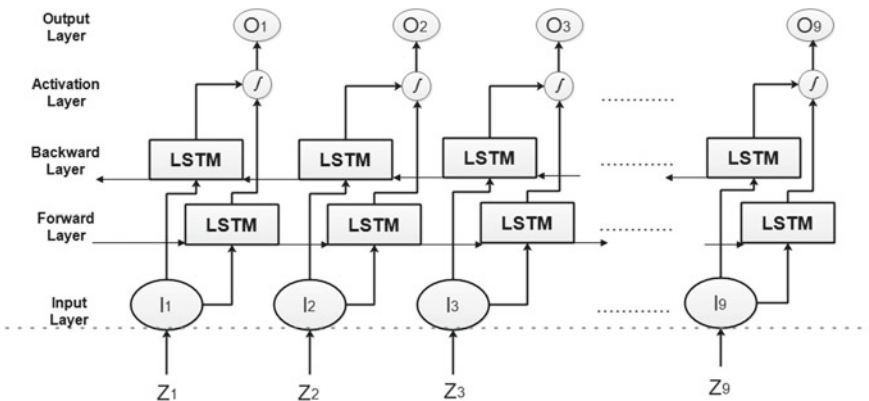 Output Layer O1 O2 O3 O9
Activation Layer ∫ ∫ ∫ ............... ∫
Backward Layer LSTM LSTM LSTM ............... LSTM
Forward Layer LSTM LSTM LSTM ............... LSTM
Input Layer I1 I2 I3 ............... I9
Z1 Z2 Z3 Z9